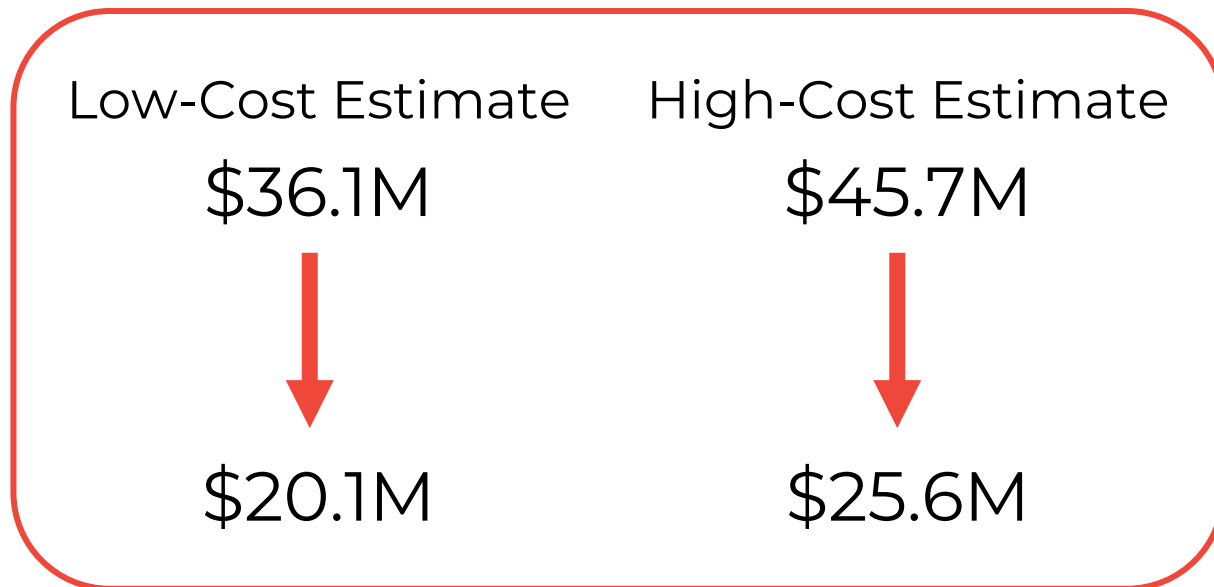 Low-Cost Estimate
$36.1M
$20.1M
High-Cost Estimate
$45.7M
$25.6M